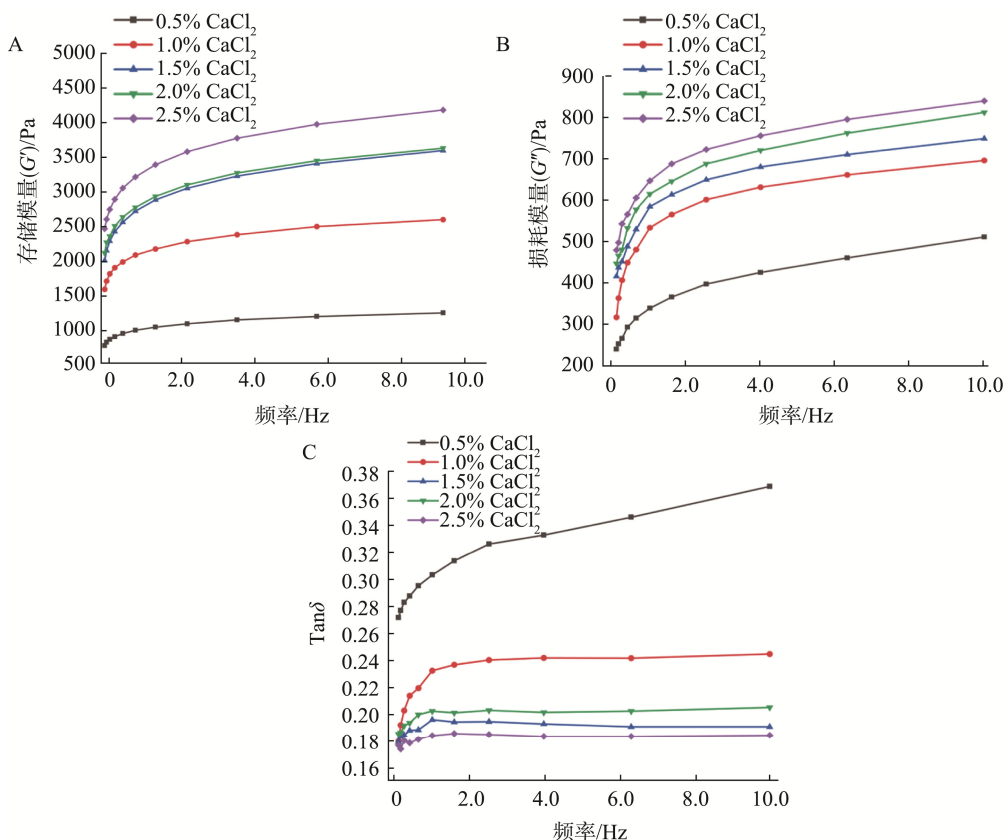 A
0.5% CaCl₂
1.0% CaCl₂
1.5% CaCl₂
2.0% CaCl₂
2.5% CaCl₂
存储模量(G′)/Pa
5000
4500
4000
3500
3000
2500
2000
1500
1000
500
0 2.0 4.0 6.0 8.0 10.0
频率/Hz
B
0.5% CaCl₂
1.0% CaCl₂
1.5% CaCl₂
2.0% CaCl₂
2.5% CaCl₂
损耗模量(G″)/Pa
900
800
700
600
500
400
300
200
0 2.0 4.0 6.0 8.0 10.0
频率/Hz
C
0.5% CaCl₂
1.0% CaCl₂
1.5% CaCl₂
2.0% CaCl₂
2.5% CaCl₂
Tanδ
0.38
0.36
0.34
0.32
0.30
0.28
0.26
0.24
0.22
0.20
0.18
0.16
0 2.0 4.0 6.0 8.0 10.0
频率/Hz